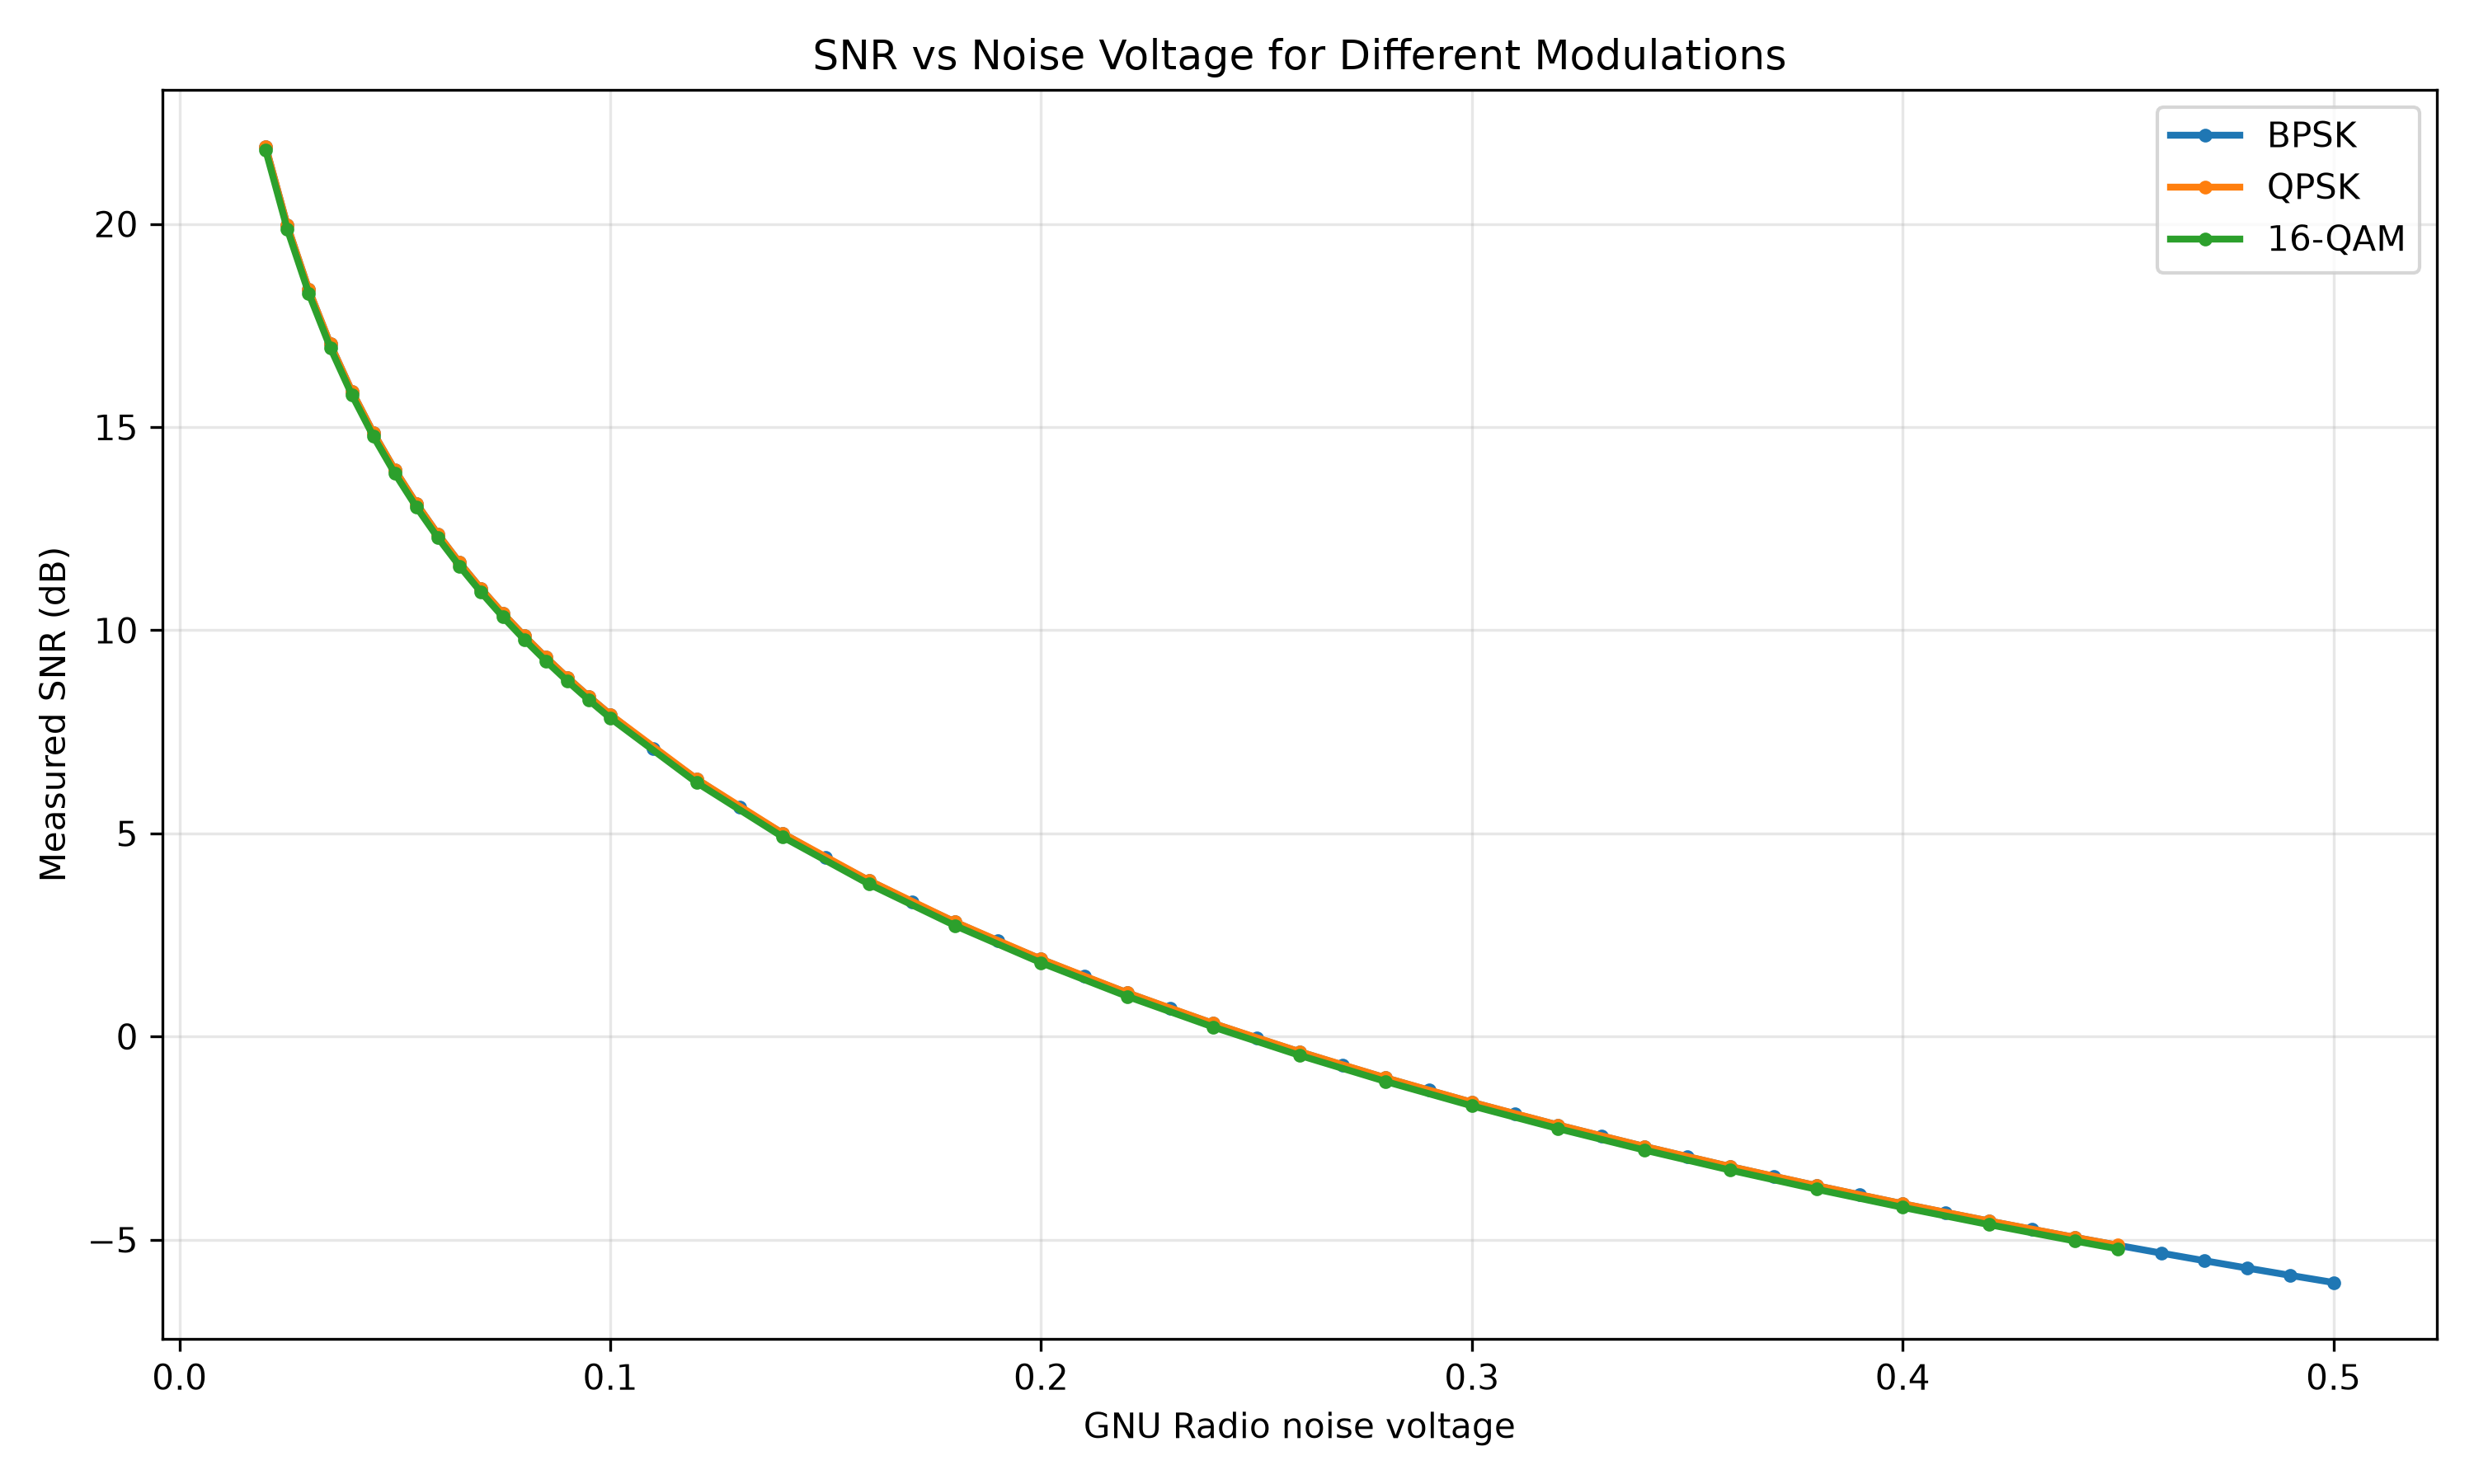 SNR vs Noise Voltage for Different Modulations
BPSK
QPSK
16-QAM
Measured SNR (dB)
20
15
10
5
0
−5
0.0 0.1 0.2 0.3 0.4 0.5
GNU Radio noise voltage